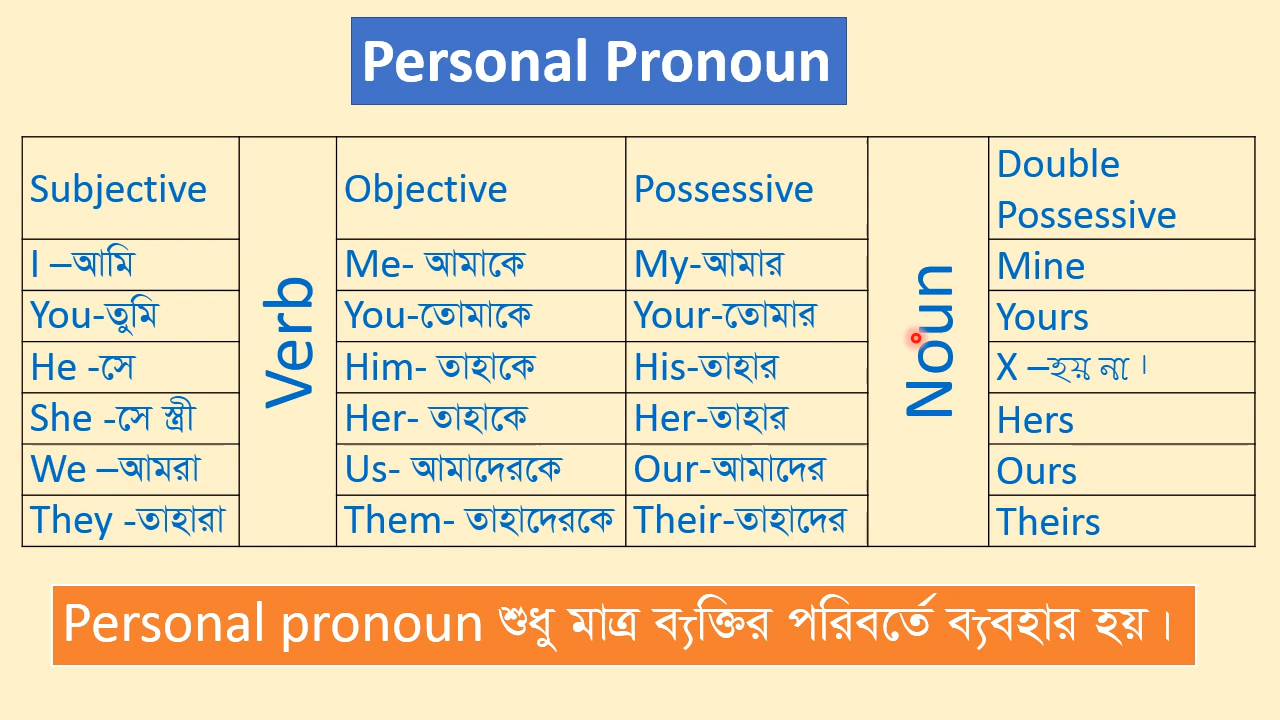 Personal Pronoun
Subjective
Verb
Objective
Possessive
Noun
Double
Possessive
I –আমি
Me- আমাকে
My-আমার
Mine
You-তুমি
You-তোমাকে
Your-তোমার
Yours
He -সে
Him- তাহাকে
His-তাহার
X –হয় না।
She -সে স্ত্রী
Her- তাহাকে
Her-তাহার
Hers
We –আমরা
Us- আমাদেরকে
Our-আমাদের
Ours
They -তাহারা
Them- তাহাদেরকে
Their-তাহাদের
Theirs
Personal pronoun শুধু মাত্র ব্যক্তির পরিবর্তে ব্যবহার হয়।